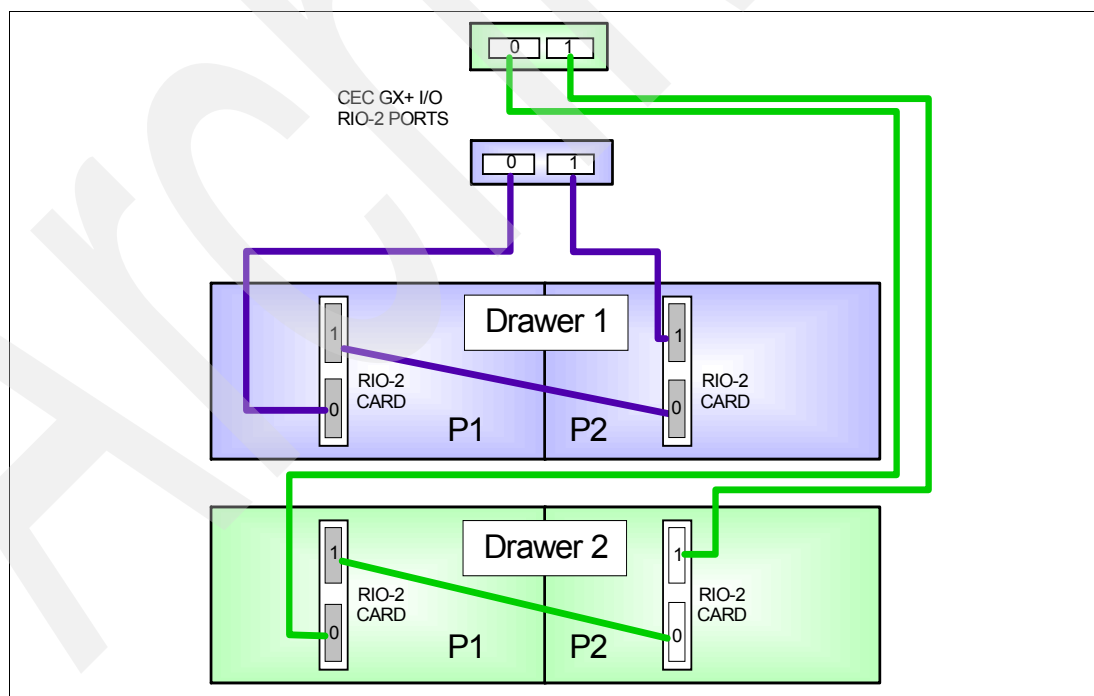 0 1
CEC GX+ I/O
RIO-2 PORTS
0 1
Drawer 1
1 1
RIO-2
CARD
RIO-2
CARD
0 0
P1 P2
Drawer 2
1 1
RIO-2
CARD
RIO-2
CARD
0 0
P1 P2